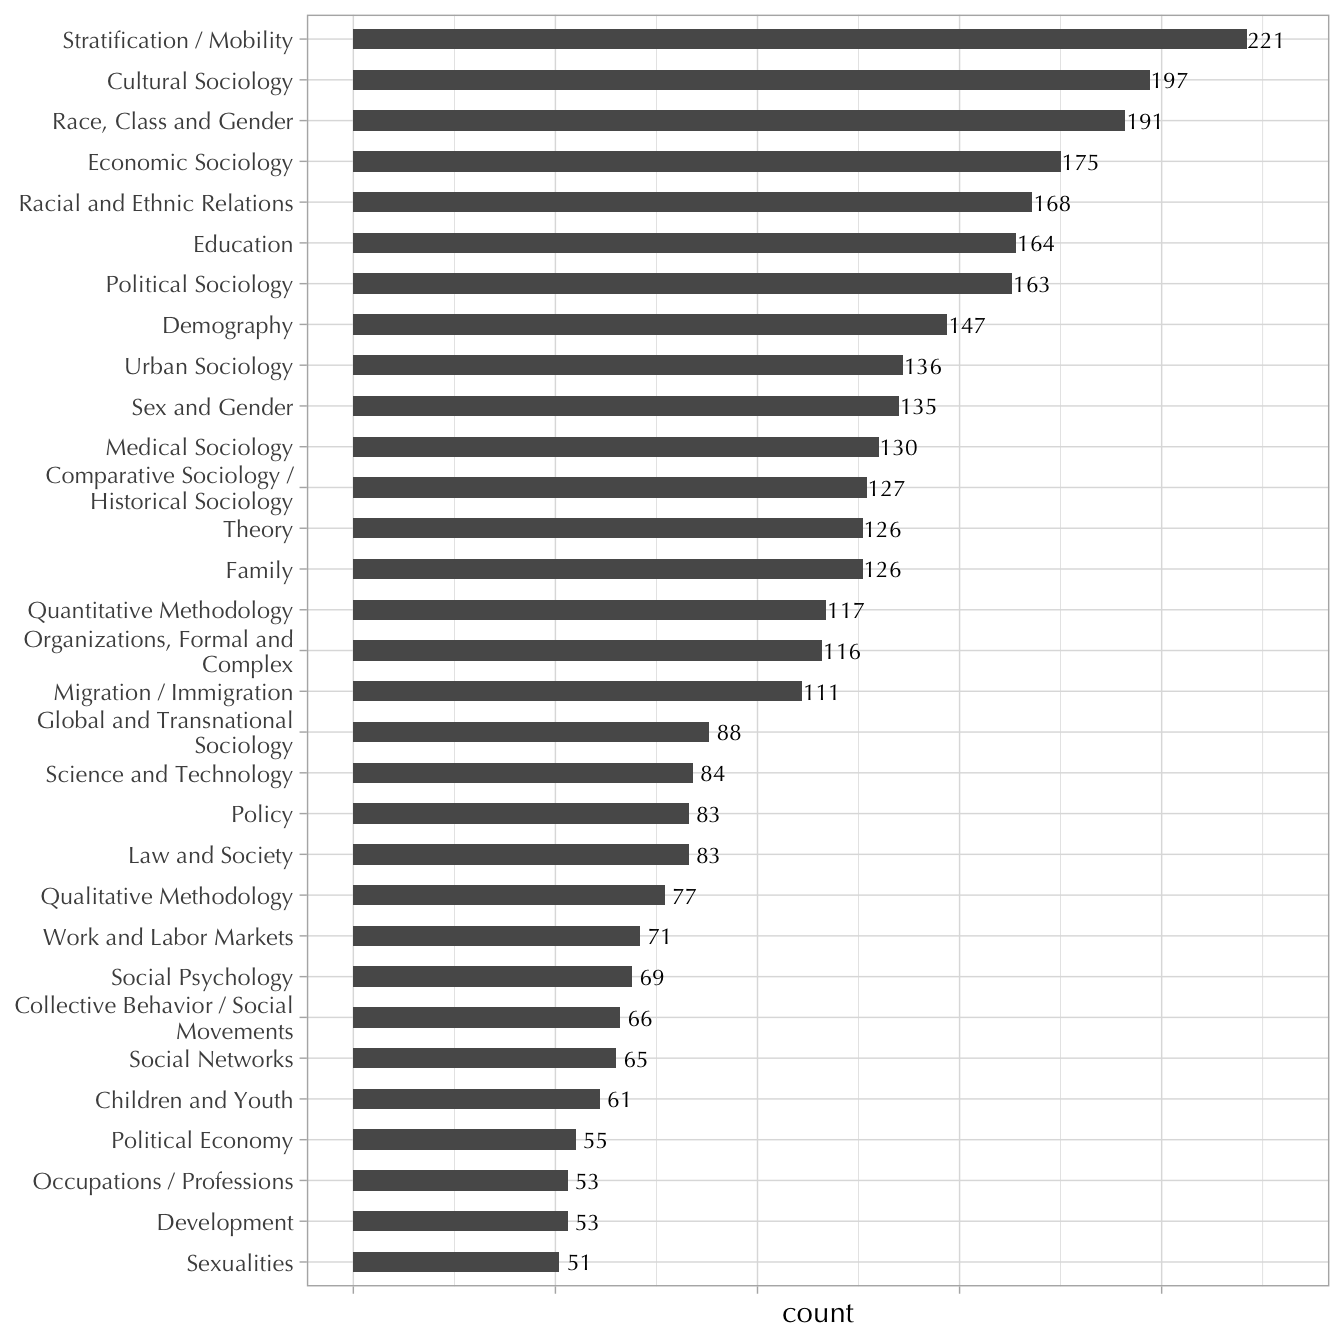 Stratification / Mobility 221
Cultural Sociology 197
Race, Class and Gender 191
Economic Sociology 175
Racial and Ethnic Relations 168
Education 164
Political Sociology 163
Demography 147
Urban Sociology 136
Sex and Gender 135
Medical Sociology 130
Comparative Sociology /
Historical Sociology 127
Theory 126
Family 126
Quantitative Methodology 117
Organizations, Formal and
Complex 116
Migration / Immigration 111
Global and Transnational
Sociology 88
Science and Technology 84
Policy 83
Law and Society 83
Qualitative Methodology 77
Work and Labor Markets 71
Social Psychology 69
Collective Behavior / Social
Movements 66
Social Networks 65
Children and Youth 61
Political Economy 55
Occupations / Professions 53
Development 53
Sexualities 51
count